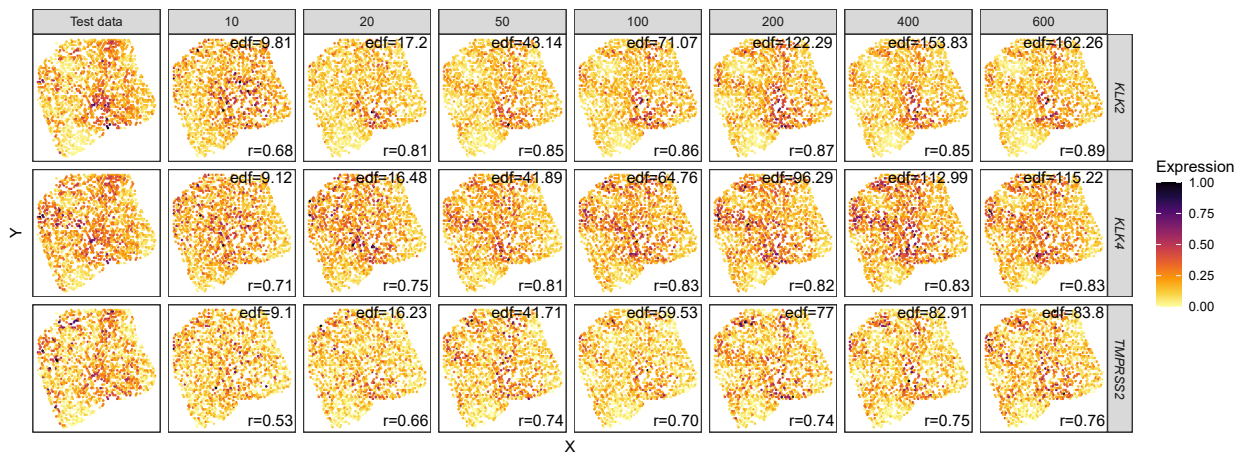 Test data 10 20 50 100 200 400 600
edf=9.81 edf=17.2 edf=43.14 edf=71.07 edf=122.29 edf=153.83 edf=162.26
KLK2
r=0.68 r=0.81 r=0.85 r=0.86 r=0.87 r=0.85 r=0.89
edf=9.12 edf=16.48 edf=41.89 edf=64.76 edf=96.29 edf=112.99 edf=115.22
KLK4
r=0.71 r=0.75 r=0.81 r=0.83 r=0.82 r=0.83 r=0.83
edf=9.1 edf=16.23 edf=41.71 edf=59.53 edf=77 edf=82.91 edf=83.8
TMPRSS2
r=0.53 r=0.66 r=0.74 r=0.70 r=0.74 r=0.75 r=0.76
Y
X
Expression
1.00
0.75
0.50
0.25
0.00